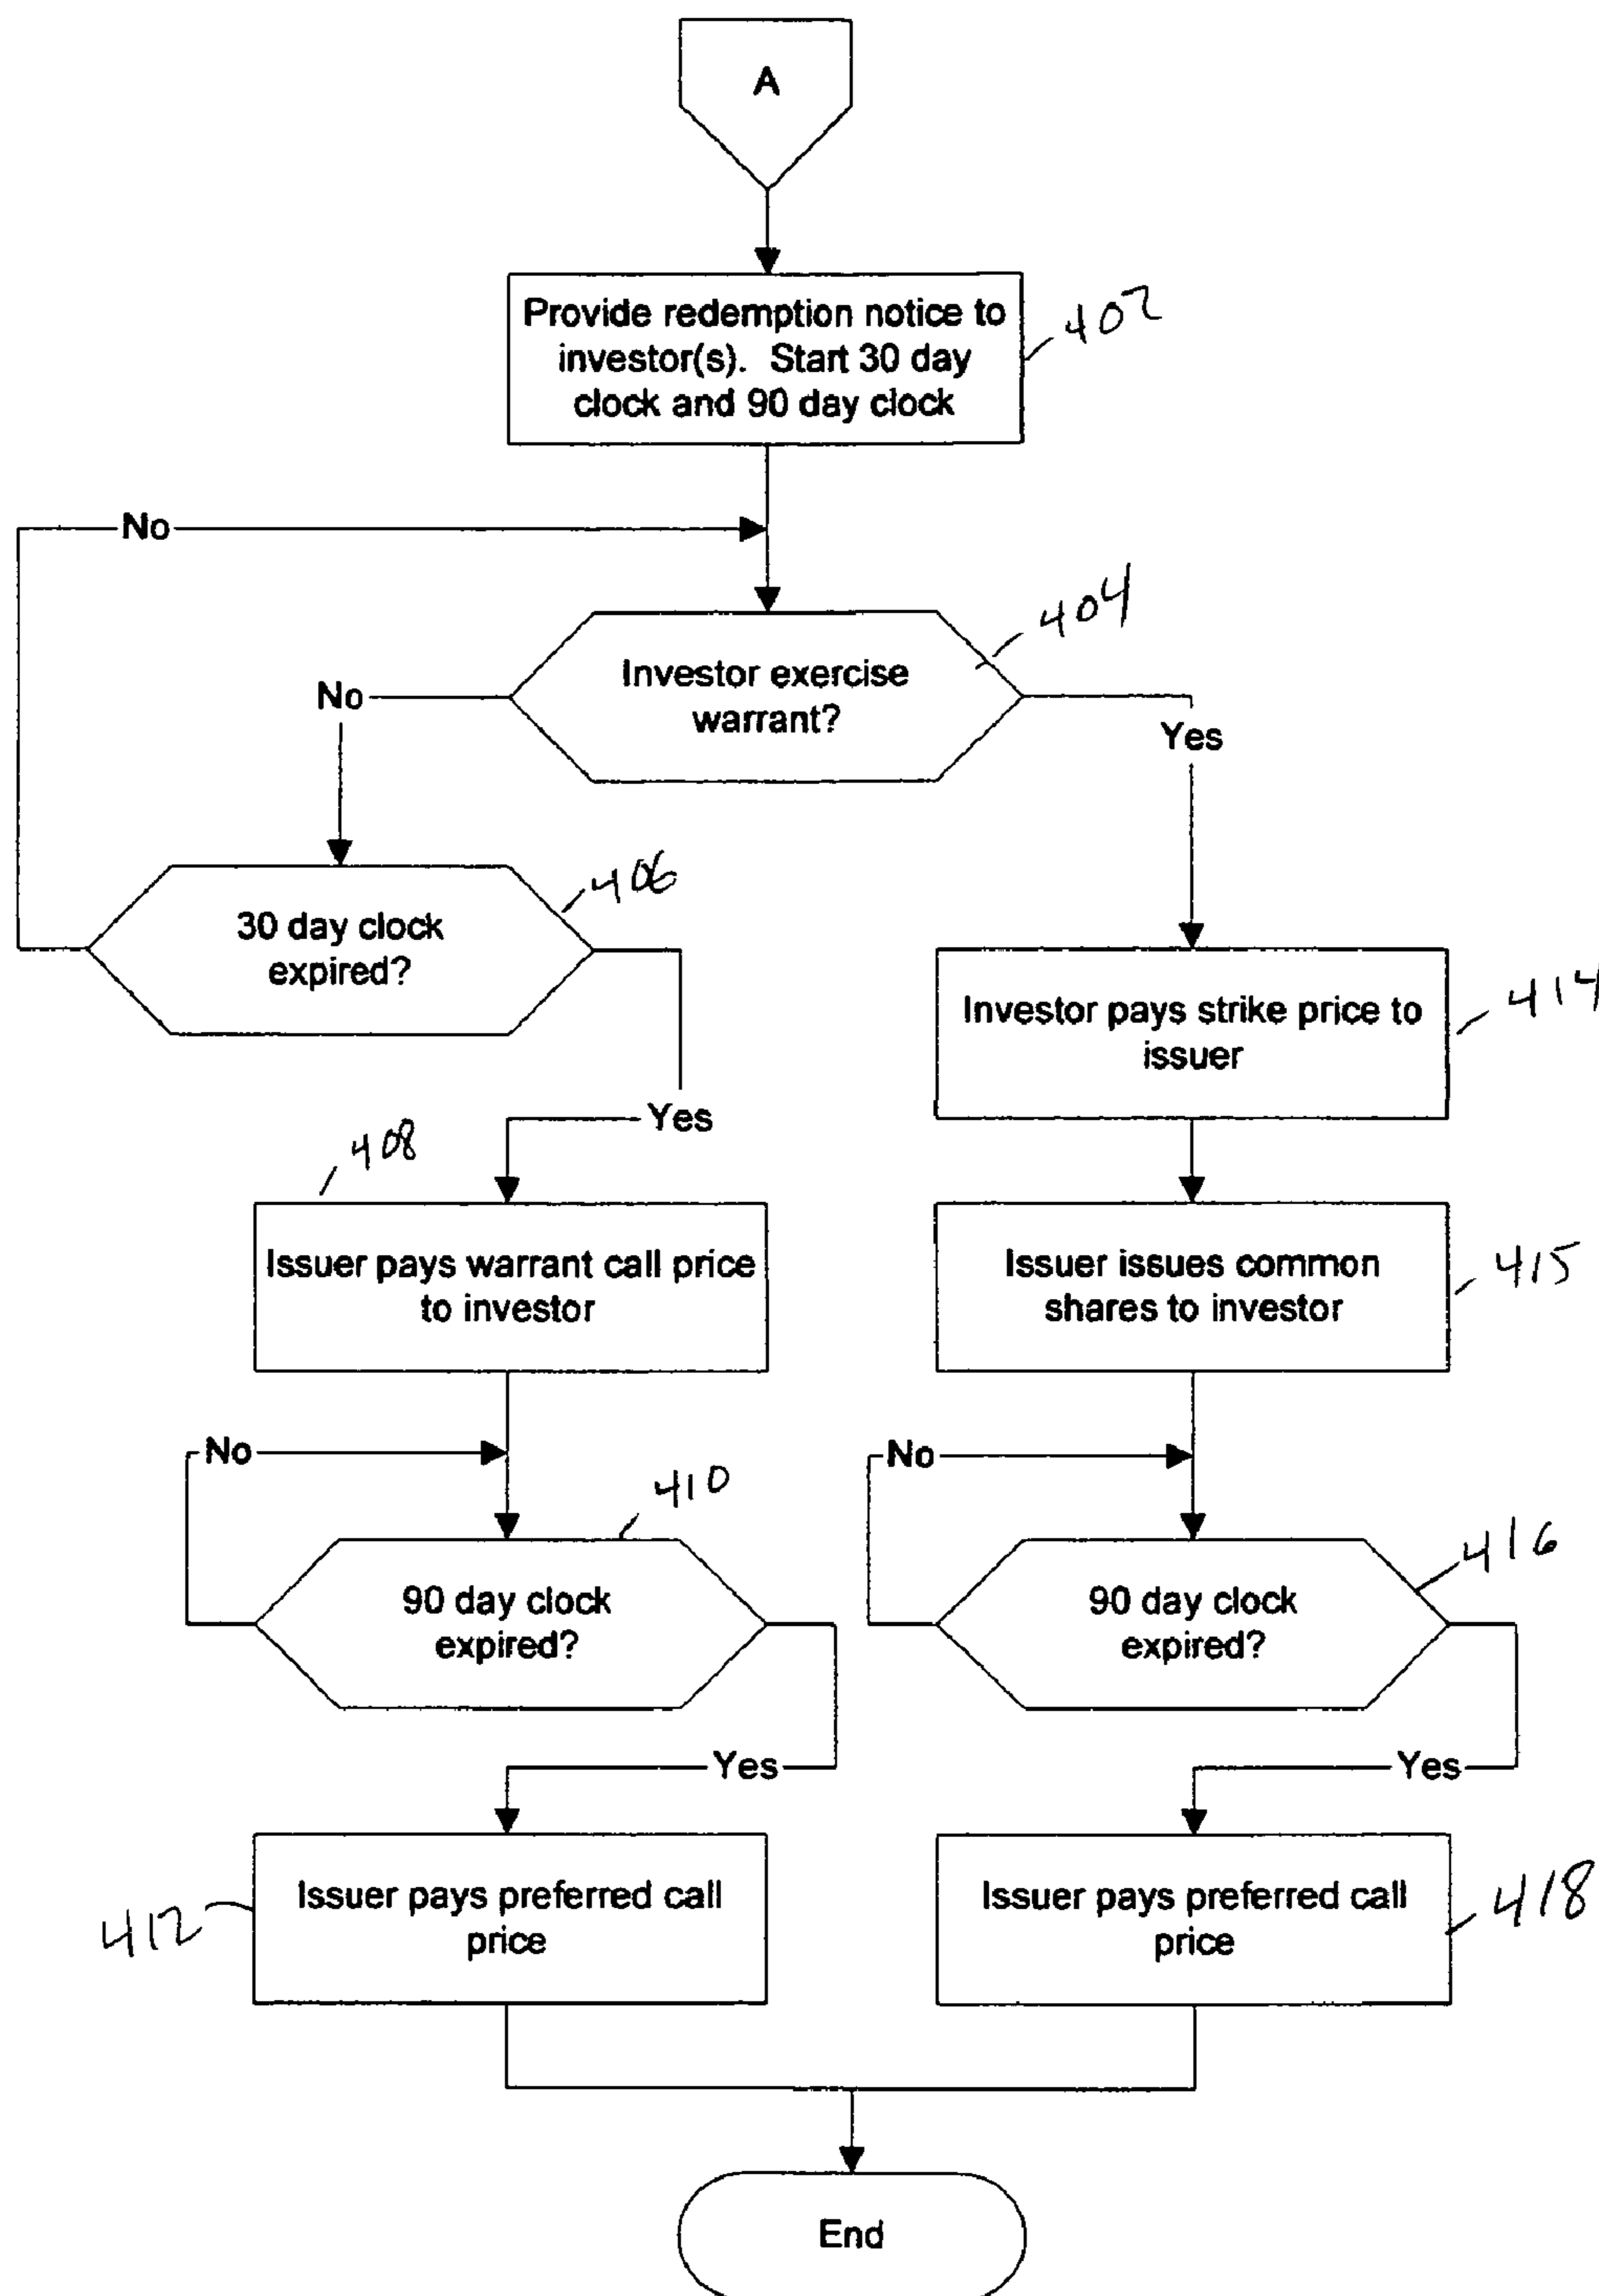 A
Provide redemption notice to
investor(s). Start 30 day
clock and 90 day clock
402
No
404
Investor exercise
warrant?
No
Yes
406
30 day clock
expired?
414
Investor pays strike price to
issuer
Yes
408
Issuer pays warrant call price
to investor
Issuer issues common
shares to investor
415
No
No
410
416
90 day clock
expired?
90 day clock
expired?
Yes
Yes
412
Issuer pays preferred call
price
Issuer pays preferred call
price
418
End